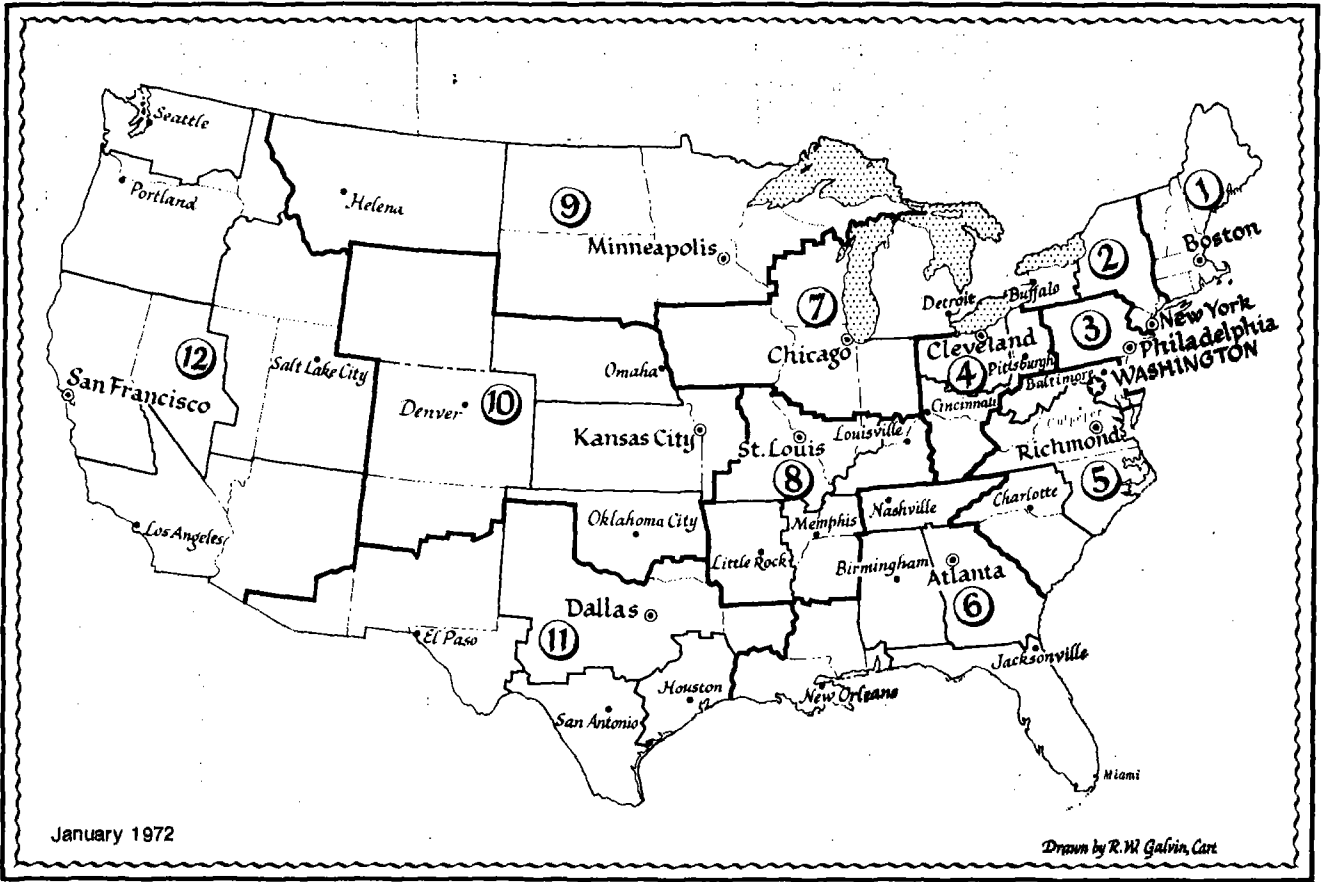 Seattle
Portland
Helena
9
Minneapolis
1
Boston
2
Buffalo
Detroit
7
Chicago
New York
3
Philadelphia
WASHINGTON
Cleveland
Pittsburgh
4
Baltimore
Cincinnati
12
San Francisco
Salt Lake City
Omaha
Denver
10
Kansas City
St. Louis
Louisville
8
Culpeper
Richmond
5
Charlotte
Nashville
Memphis
Oklahoma City
Little Rock
Birmingham
Atlanta
6
Los Angeles
Dallas
11
El Paso
Houston
San Antonio
New Orleans
Jacksonville
Miami
January 1972
Drawn by R.W. Galvin, Cart.